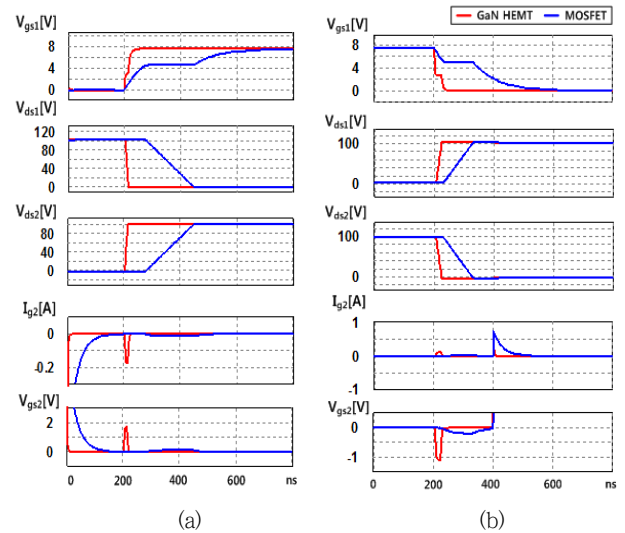 GaN HEMT MOSFET
Vgs1[V]
8
4
0
Vds1[V]
120
80
40
0
Vds2[V]
80
40
0
Ig2[A]
0
-0.2
Vgs2[V]
2
0
0 200 400 600 ns
(a)
Vgs1[V]
8
4
0
Vds1[V]
100
0
Vds2[V]
100
0
Ig2[A]
1
0
-1
Vgs2[V]
0
-1
0 200 400 600 ns
(b)